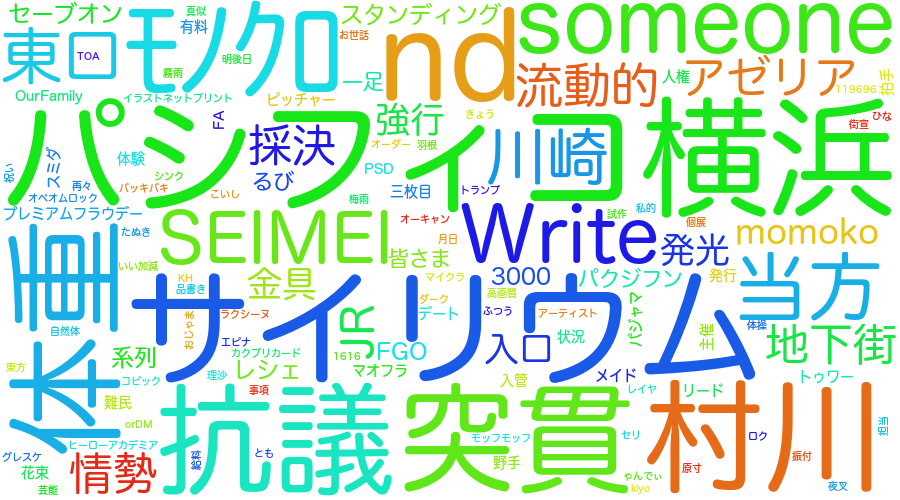 セーブオン
真似
有料
モノクロ
スタンディング
お世話
someone
東口
TOA
霧雨
明後日
一足
nd
流動的
人権
アゼリア
拍手
119696
OurFamily
イラストネットプリント
FA
ピッチャー
強行
きょう
街宣
ひな
パシフィコ
横浜
採決
川崎
オーダー
羽根
祝い
スミダ
体験
るび
PSD
再々
バッキバキ
シンク
こいし
梅雨
三枚目
トランプ
オペオムロック
プレミアムフラウデー
SEIMEI
オーキャン
Write
試作
私的
個展
体重
たぬき
皆さま
月日
発光
momoko
いい加減
KH
品書き
金具
マイクラ
3000
高画質
パクジフン
発行
当方
おじゃま
ラクシーヌ
サイリウム
JR
ダーク
デート
ふつう
アーティスト
パジャマ
自然体
エピナ
カクプリカード
1616
FGO
入口
状況
主催
体操
地下街
東方
系列
レシェ
マオフラ
コピック
理沙
事項
入管
メイド
トゥワー
難民
抗議
突貫
レイヤ
リード
村川
orDM
ヒーローアカデミア
とも
モッフモッフ
セリ
ロク
担当
グレスケ
情勢
給料
野手
原寸
振付
花束
芸能
ゃんでぃ
kiyo
夜叉